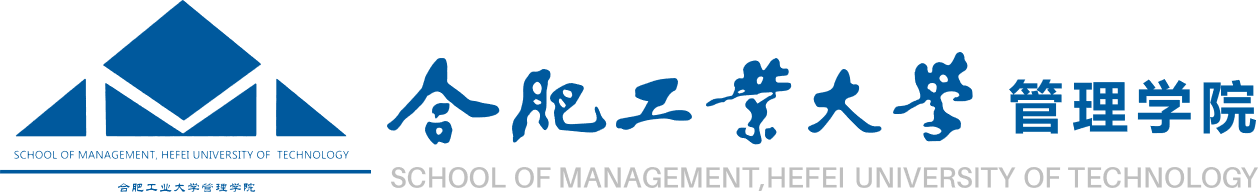 SCHOOL OF MANAGEMENT, HEFEI UNIVERSITY OF TECHNOLOGY
合肥工业大学管理学院
合肥工業大學 管理学院
SCHOOL OF MANAGEMENT,HEFEI UNIVERSITY OF TECHNOLOGY